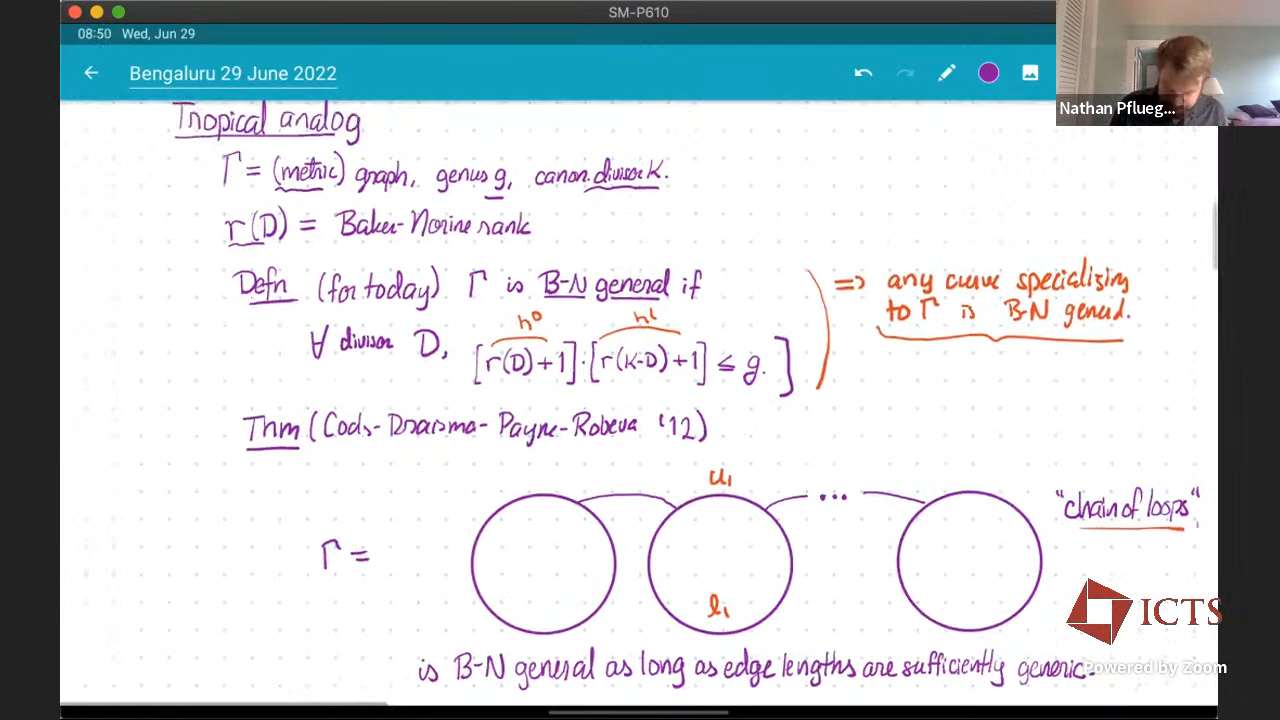 SM-P610
08:50 Wed, Jun 29
Bengaluru 29 June 2022
Nathan Pflueg...
Tropical analog
Γ = (metric) graph, genus g, canon. divisor K.
r(D) = Baker-Norine rank
Defn (for today) Γ is B-N general if
∀ divisor D, [r(D)+1]·[r(K-D)+1] ≤ g.]
h⁰ h¹
⇒ any curve specializing
to Γ is B-N general.
Thm (Cools-Draisma-Payne-Robeva '12)
u₁
...
"chain of loops"
Γ =
l₁
ICTS
is B-N general as long as edge lengths are sufficiently generic.
Powered by Zoom